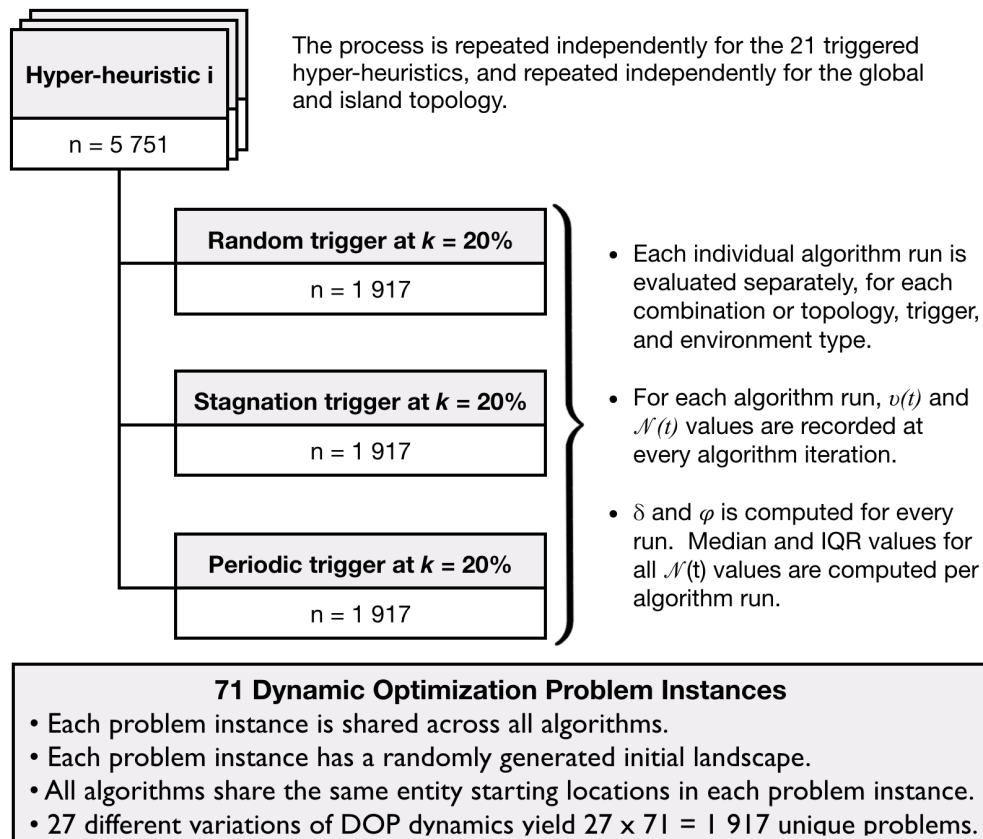 Hyper-heuristic i
n = 5 751
The process is repeated independently for the 21 triggered
hyper-heuristics, and repeated independently for the global
and island topology.
Random trigger at k = 20%
n = 1 917
Stagnation trigger at k = 20%
n = 1 917
Periodic trigger at k = 20%
n = 1 917
• Each individual algorithm run is
evaluated separately, for each
combination or topology, trigger,
and environment type.
• For each algorithm run, υ(t) and
𝒩(t) values are recorded at
every algorithm iteration.
• δ and φ is computed for every
run. Median and IQR values for
all 𝒩(t) values are computed per
algorithm run.
71 Dynamic Optimization Problem Instances
• Each problem instance is shared across all algorithms.
• Each problem instance has a randomly generated initial landscape.
• All algorithms share the same entity starting locations in each problem instance.
• 27 different variations of DOP dynamics yield 27 x 71 = 1 917 unique problems.